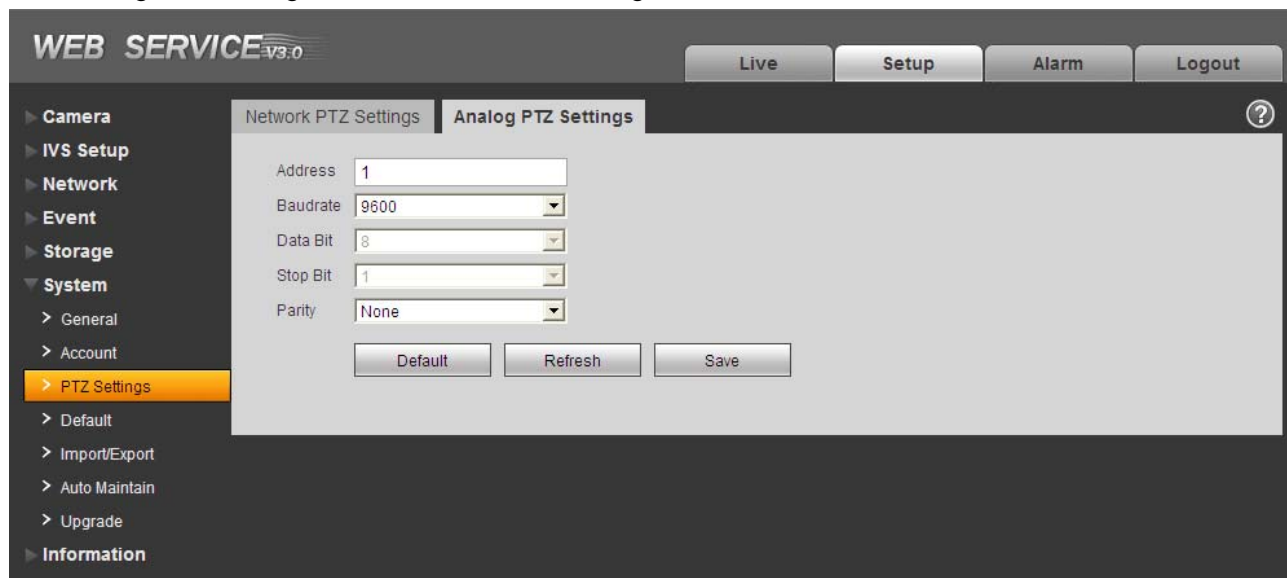 WEB SERVICE V3.0
Live
Setup
Alarm
Logout
Camera
IVS Setup
Network
Event
Storage
System
> General
> Account
> PTZ Settings
> Default
> Import/Export
> Auto Maintain
> Upgrade
Information
Network PTZ Settings
Analog PTZ Settings
?
Address 1
Baudrate 9600
Data Bit 8
Stop Bit 1
Parity None
Default
Refresh
Save